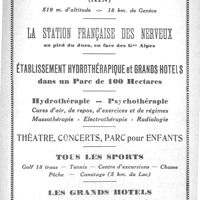 819 m. d'altitude — 18 km. de Genève
LA STATION FRANÇAISE DES NERVEUX
au pied du Jura, en face des Gdes Alpes
ÉTABLISSEMENT HYDROTHÉRAPIQUE et GRANDS HOTELS
dans un Parc de 100 Hectares
Hydrothérapie — Psychothérapie
Cures d'air, de repos, d'exercices et de régimes
Massothérapie - Electrothérapie - Radiologie
THÉATRE, CONCERTS, PARC pour ENFANTS
TOUS LES SPORTS
Golf 18 trous — Tennis — Centre d'excursions — Chasse
Pêche — Canotage (5 km. du Lac)
LES GRANDS HOTELS